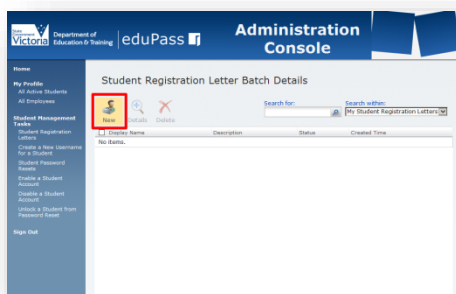 State Government
Victoria
Department of
Education & Training
eduPass
Administration
Console
Home
My Profile
All Active Students
All Employees
Student Management
Tasks
Student Registration
Letters
Create a New Username
for a Student
Student Password
Resets
Enable a Student
Account
Disable a Student
Account
Unlock a Student from
Password Reset
Sign Out
Student Registration Letter Batch Details
New
Details
Delete
Search for:
Search within:
My Student Registration Letters
Display Name Description Status Created Time
No items.